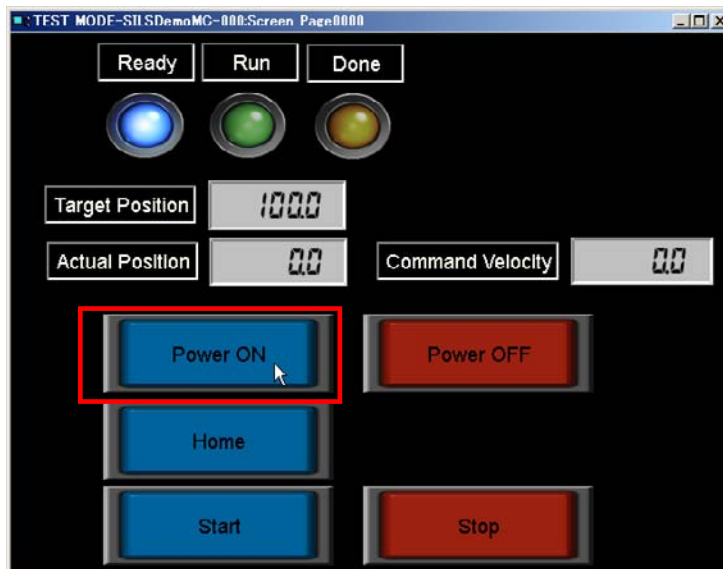 TEST MODE-SILSDemoMC-000:Screen Page0000
Ready Run Done
Target Position 100.0
Actual Position 0.0 Command Velocity 0.0
Power ON Power OFF
Home
Start Stop